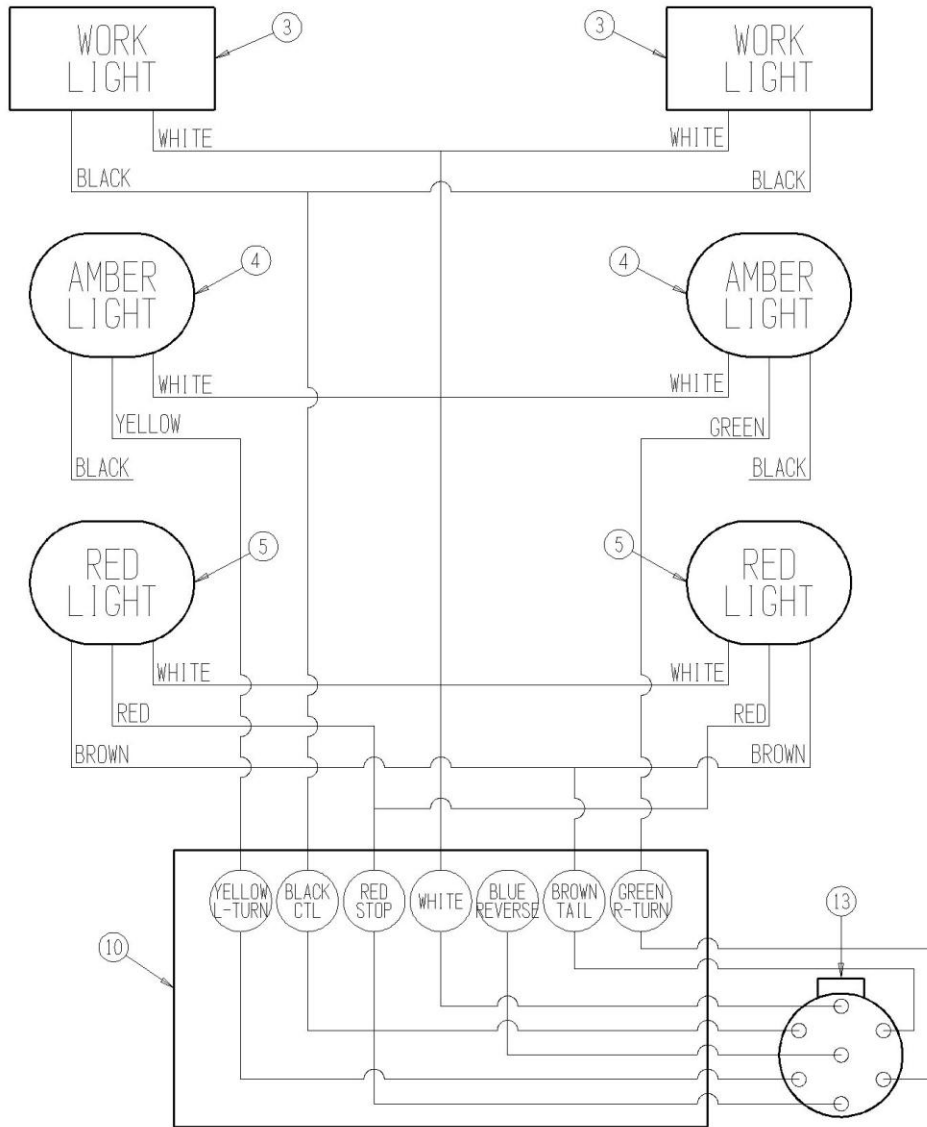 3
3
WORK
LIGHT
WORK
LIGHT
WHITE
WHITE
BLACK
BLACK
4
4
AMBER
LIGHT
AMBER
LIGHT
WHITE
WHITE
YELLOW
GREEN
BLACK
BLACK
5
5
RED
LIGHT
RED
LIGHT
WHITE
WHITE
RED
RED
BROWN
BROWN
YELLOW
L-TURN
BLACK
CTL
RED
STOP
WHITE
BLUE
REVERSE
BROWN
TAIL
GREEN
R-TURN
13
10